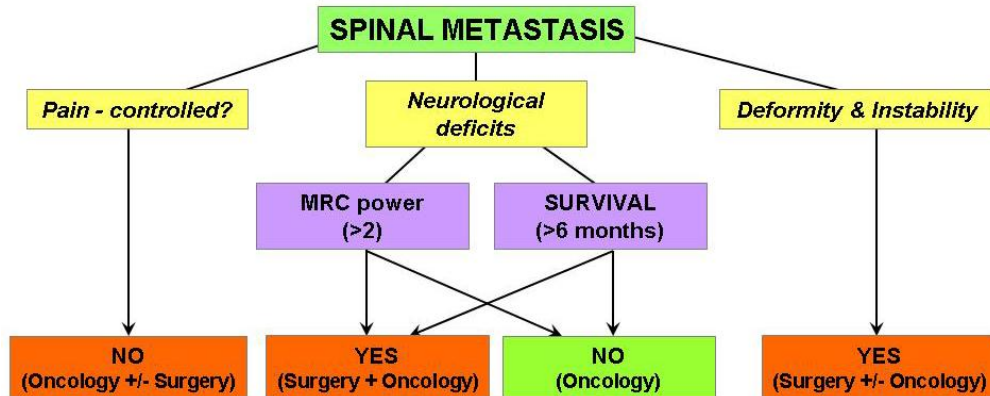 SPINAL METASTASIS
Pain - controlled?
Neurological
deficits
Deformity & Instability
MRC power
(>2)
SURVIVAL
(>6 months)
NO
(Oncology +/- Surgery)
YES
(Surgery + Oncology)
NO
(Oncology)
YES
(Surgery +/- Oncology)